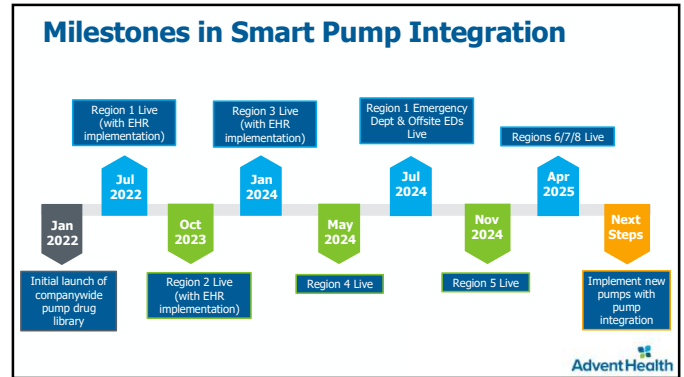 Milestones in Smart Pump Integration
Region 1 Live
(with EHR
implementation)
Region 3 Live
(with EHR
implementation)
Region 1 Emergency
Dept & Offsite EDs
Live
Regions 6/7/8 Live
Jul
2022
Jan
2024
Jul
2024
Apr
2025
Jan
2022
Oct
2023
May
2024
Nov
2024
Next
Steps
Initial launch of
companywide
pump drug
library
Region 2 Live
(with EHR
implementation)
Region 4 Live
Region 5 Live
Implement new
pumps with
pump
integration
Advent Health